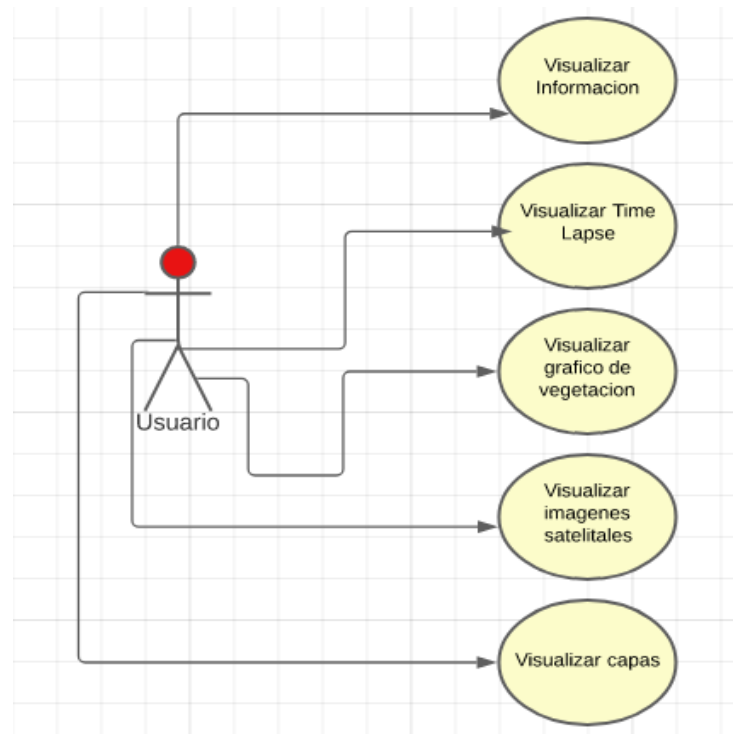 Visualizar
Informacion
Visualizar Time
Lapse
Visualizar
grafico de
vegetacion
Usuario
Visualizar
imagenes
satelitales
Visualizar capas